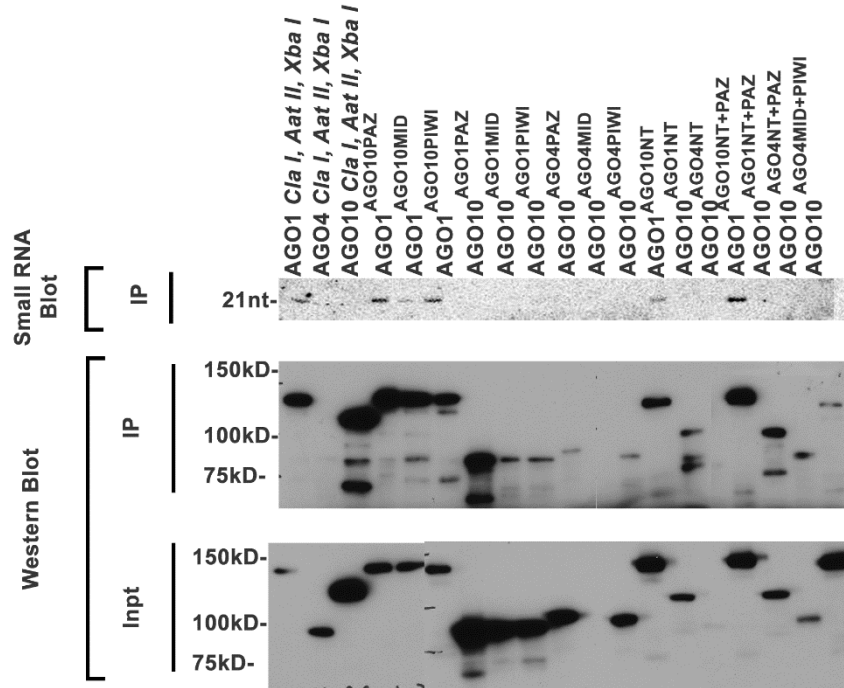 AGO1 Cla I, Aat II, Xba I
AGO4 Cla I, Aat II, Xba I
AGO10 Cla I, Aat II, Xba I
AGO1 AGO10PAZ
AGO1 AGO10MID
AGO1 AGO10PIWI
AGO10 AGO1PAZ
AGO10 AGO1MID
AGO10 AGO1PIWI
AGO10 AGO4PAZ
AGO10 AGO4MID
AGO10 AGO4PIWI
AGO1 AGO10NT
AGO10 AGO1NT
AGO10 AGO4NT
AGO1 AGO10NT+PAZ
AGO10 AGO1NT+PAZ
AGO10 AGO4NT+PAZ
AGO10 AGO4MID+PIWI
Small RNA
Blot
IP
21nt-
Western Blot
IP
150kD-
100kD-
75kD-
Inpt
150kD-
100kD-
75kD-